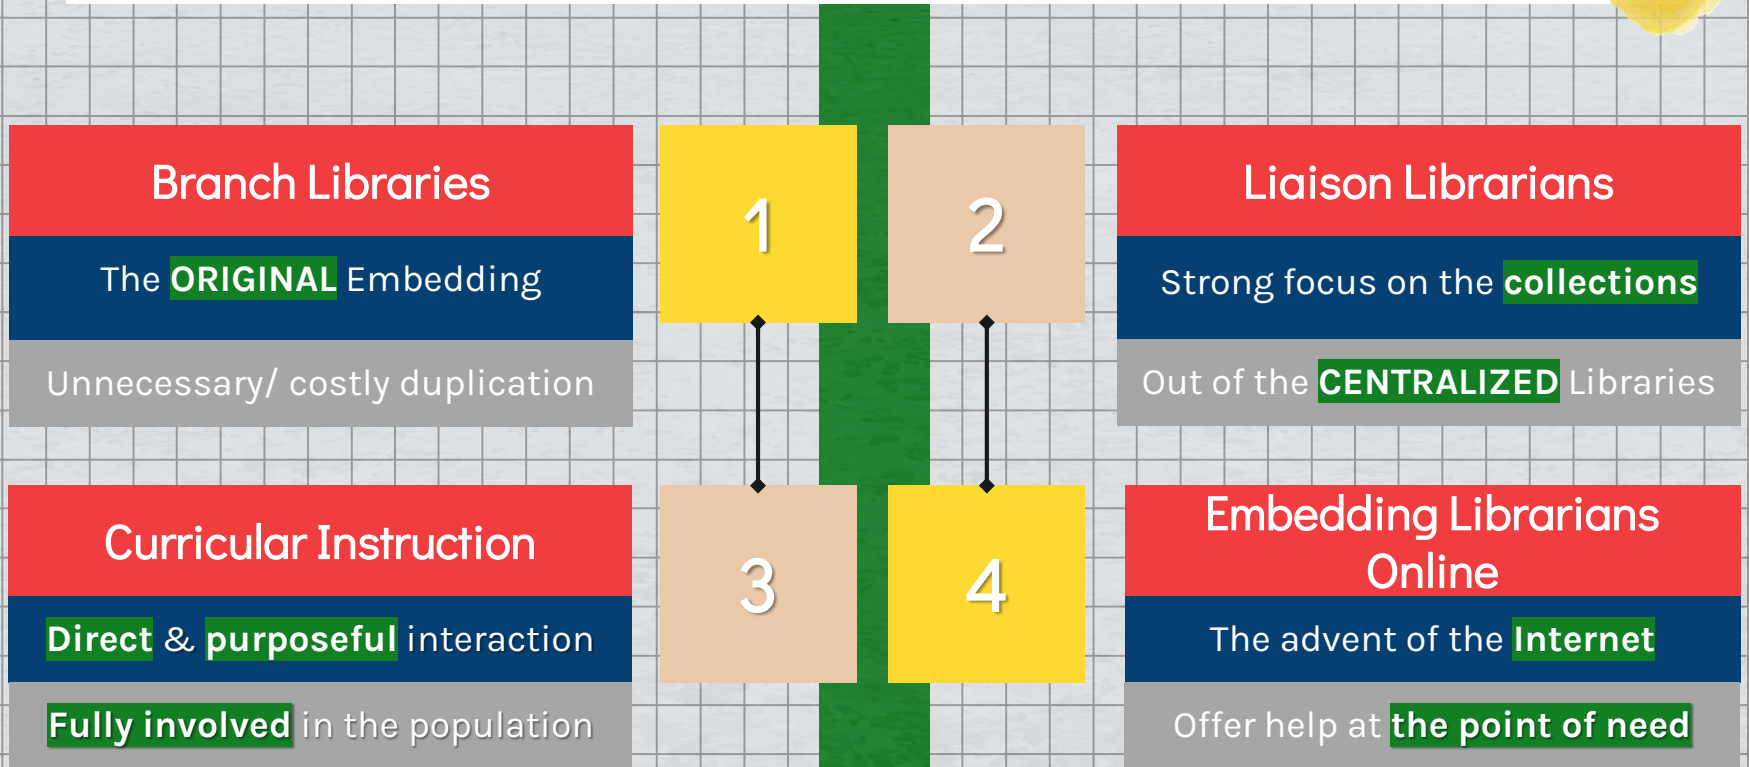 Branch Libraries
The ORIGINAL Embedding
Unnecessary/ costly duplication
1
2
Liaison Librarians
Strong focus on the collections
Out of the CENTRALIZED Libraries
Curricular Instruction
Direct & purposeful interaction
Fully involved in the population
3
4
Embedding Librarians
Online
The advent of the Internet
Offer help at the point of need